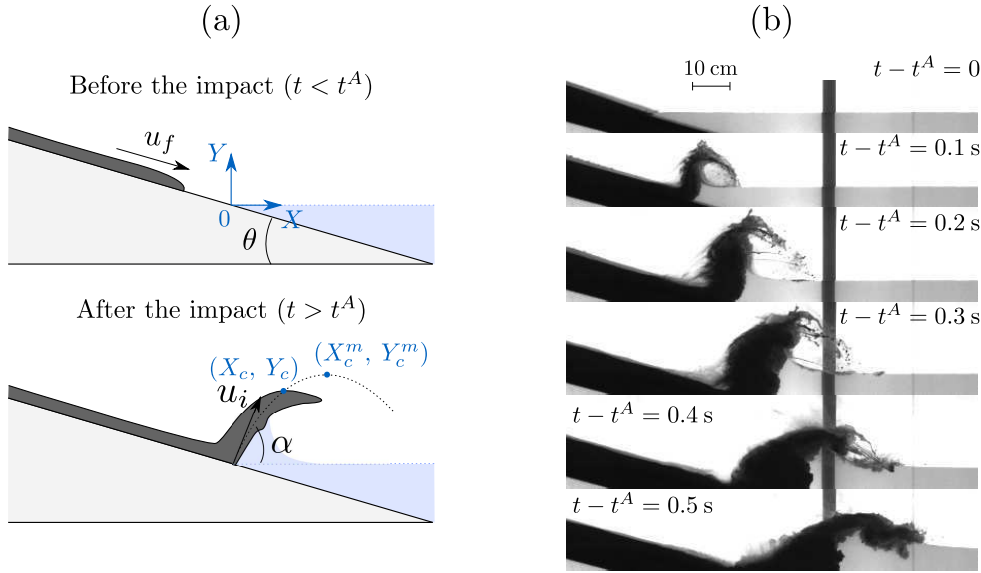 (a)
Before the impact (t < t^A)
u_f
Y
0
X
θ
After the impact (t > t^A)
(X_c, Y_c)
(X_c^m, Y_c^m)
u_i
α
(b)
10 cm
t − t^A = 0
t − t^A = 0.1 s
t − t^A = 0.2 s
t − t^A = 0.3 s
t − t^A = 0.4 s
t − t^A = 0.5 s